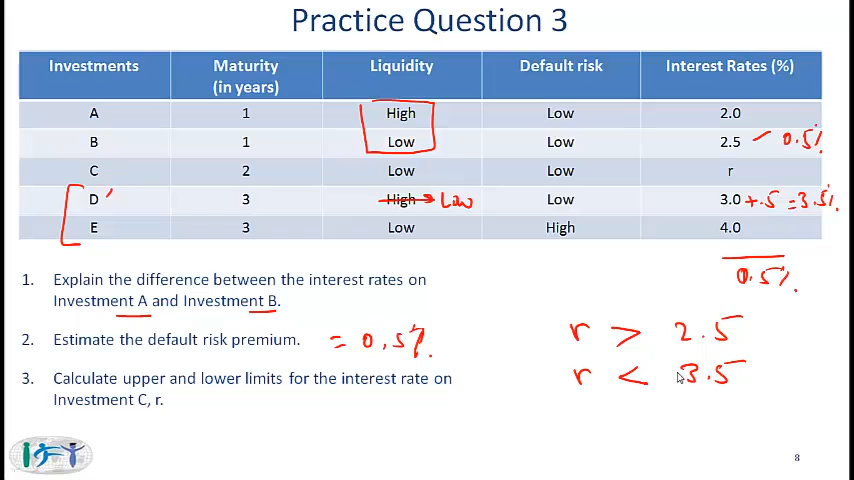 Practice Question 3
Investments Maturity (in years) Liquidity Default risk Interest Rates (%)
A 1 High Low 2.0
B 1 Low Low 2.5 0.5%
C 2 Low Low r
D' 3 High → Low Low 3.0 +.5 = 3.5%
E 3 Low High 4.0
0.5%
1. Explain the difference between the interest rates on
Investment A and Investment B.
2. Estimate the default risk premium. = 0.5%
3. Calculate upper and lower limits for the interest rate on
Investment C, r.
r > 2.5
r < 3.5
8